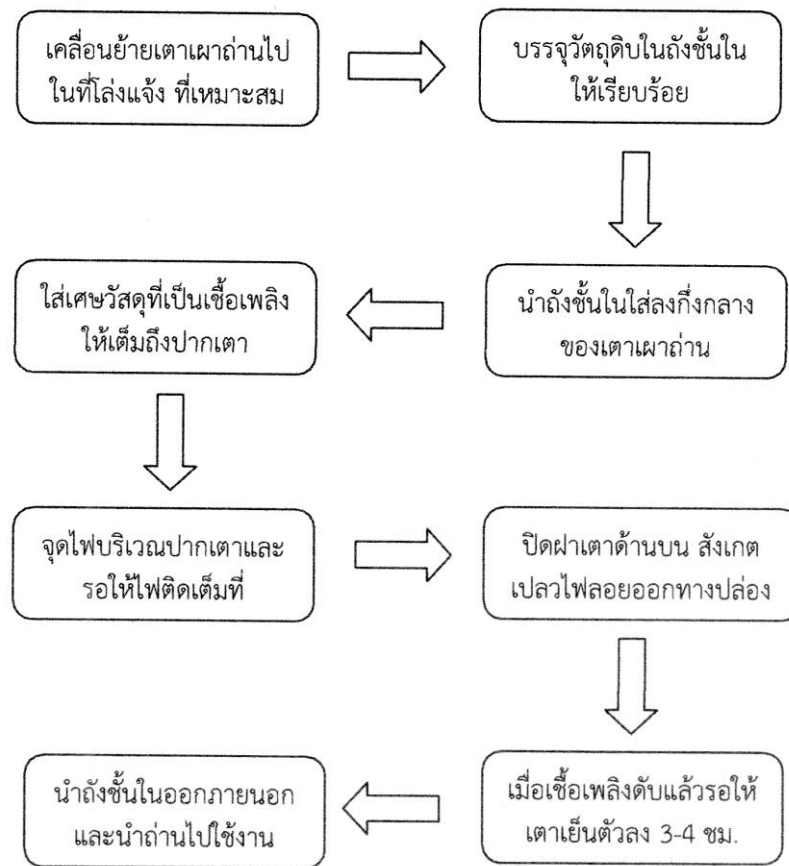 เคลื่อนย้ายเตาเผาถ่านไป
ในที่โล่งแจ้ง ที่เหมาะสม
บรรจุวัตถุดิบในถังชั้นใน
ให้เรียบร้อย
นำถังชั้นในใส่ลงกึ่งกลาง
ของเตาเผาถ่าน
ใส่เศษวัสดุที่เป็นเชื้อเพลิง
ให้เต็มถึงปากเตา
จุดไฟบริเวณปากเตาและ
รอให้ไฟติดเต็มที่
ปิดฝาเตาด้านบน สังเกต
เปลวไฟลอยออกทางปล่อง
เมื่อเชื้อเพลิงดับแล้วรอให้
เตาเย็นตัวลง 3-4 ชม.
นำถังชั้นในออกภายนอก
และนำถ่านไปใช้งาน